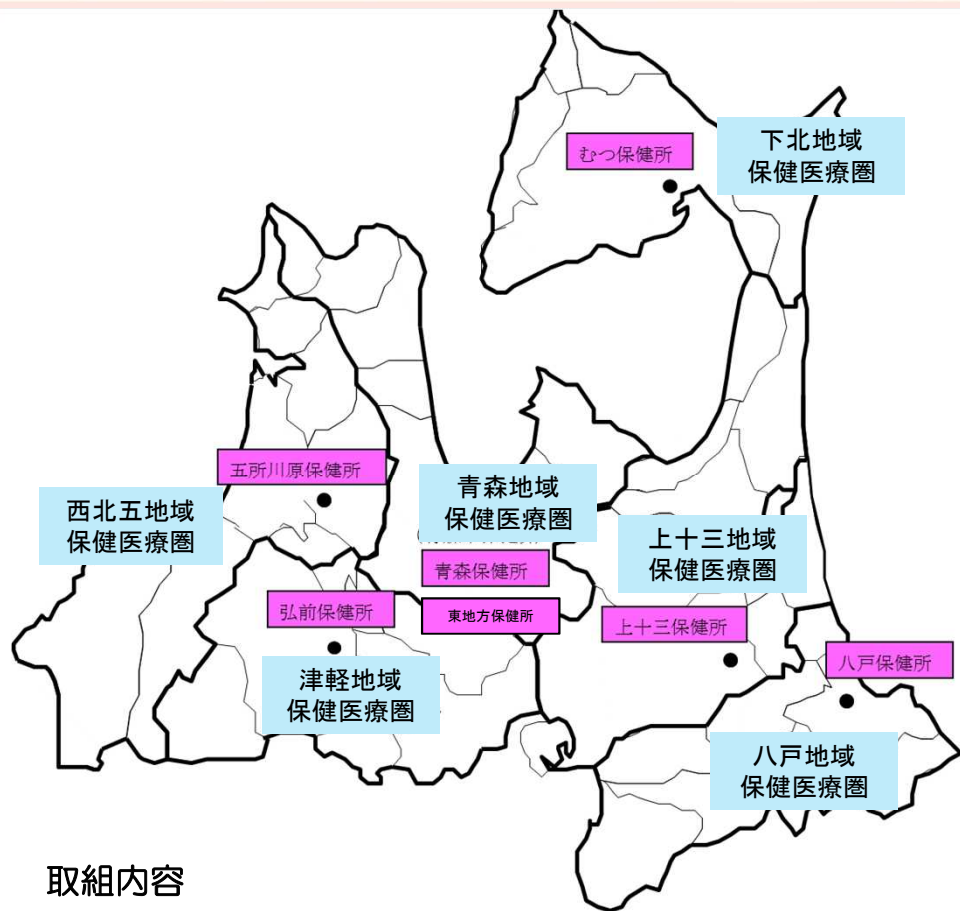 むつ保健所
下北地域
保健医療圏
五所川原保健所
西北五地域
保健医療圏
青森地域
保健医療圏
青森保健所
東地方保健所
上十三地域
保健医療圏
弘前保健所
上十三保健所
津軽地域
保健医療圏
八戸保健所
八戸地域
保健医療圏
取組内容